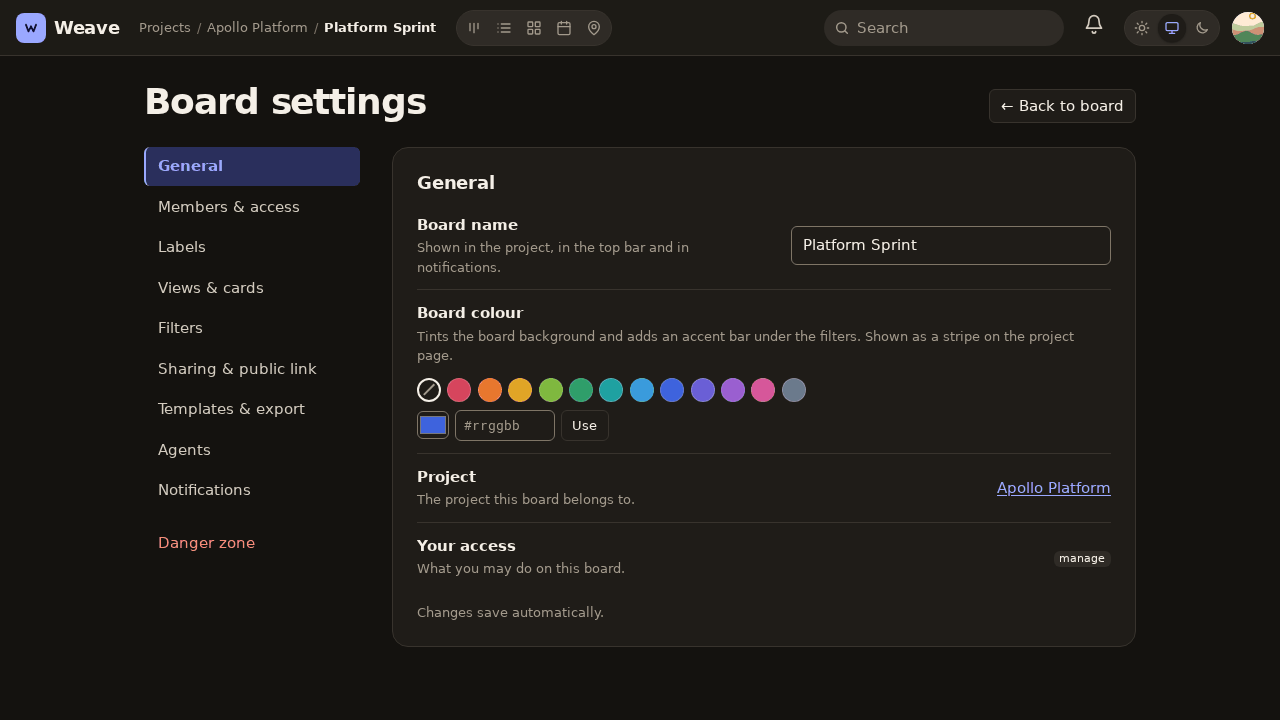 Weave
Projects / Apollo Platform / Platform Sprint
Search
Board settings
← Back to board
General
Members & access
Labels
Views & cards
Filters
Sharing & public link
Templates & export
Agents
Notifications
Danger zone
General
Board name
Shown in the project, in the top bar and in
notifications.
Platform Sprint
Board colour
Tints the board background and adds an accent bar under the filters. Shown as a stripe on the project
page.
#rrggbb
Use
Project
The project this board belongs to.
Apollo Platform
Your access
What you may do on this board.
manage
Changes save automatically.